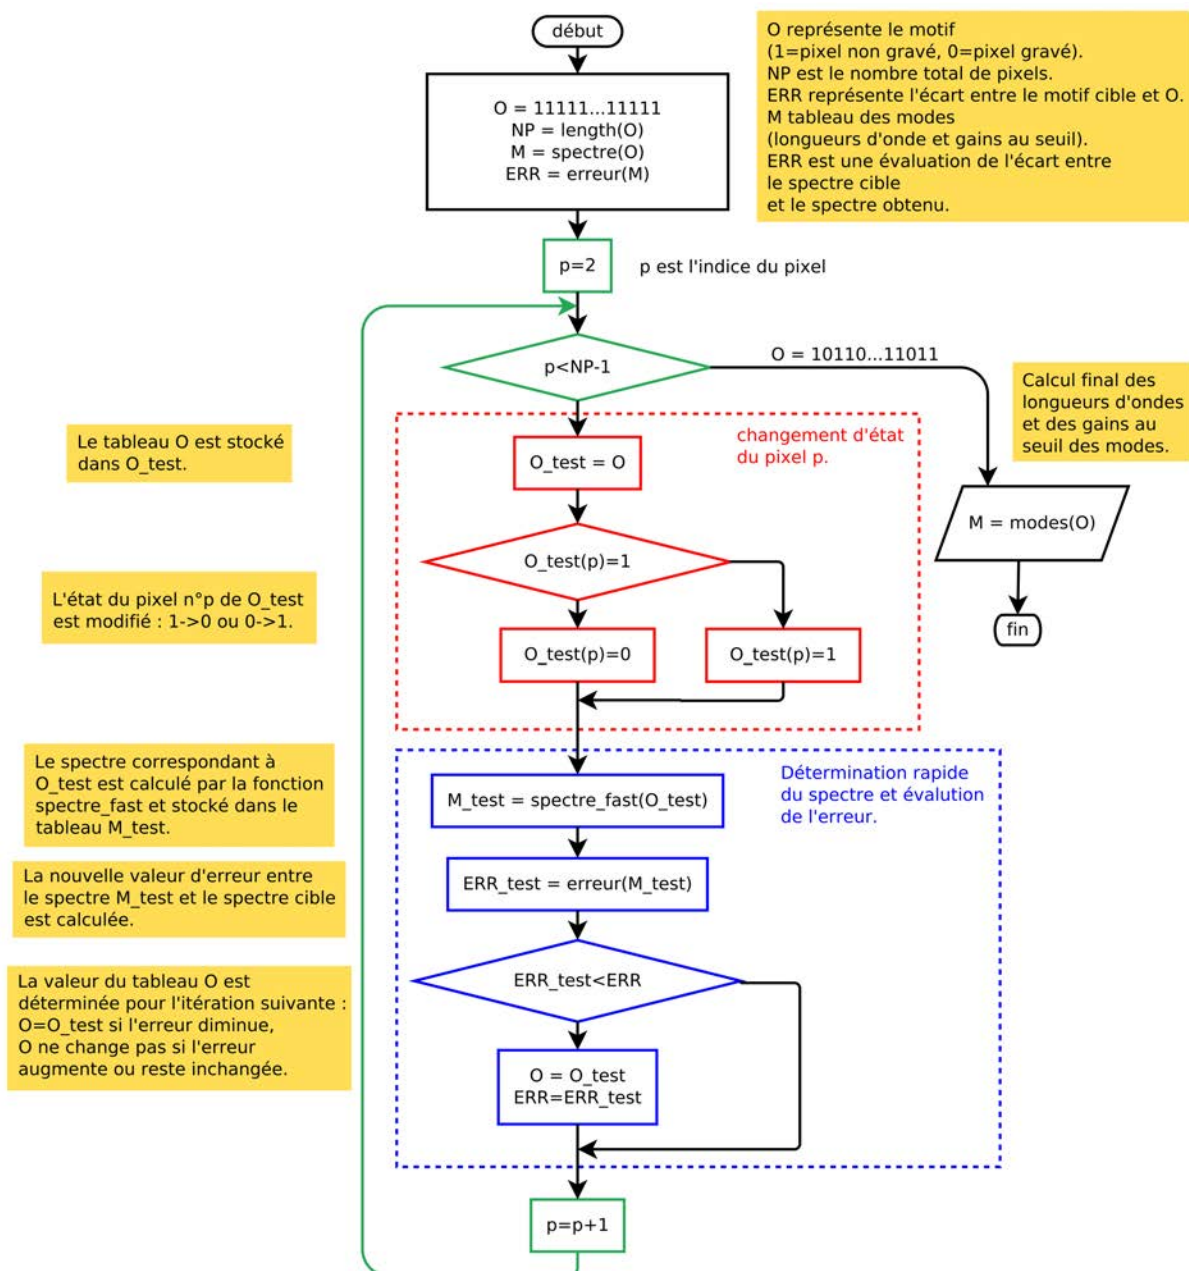 début
O représente le motif
(1=pixel non gravé, 0=pixel gravé).
NP est le nombre total de pixels.
ERR représente l'écart entre le motif cible et O.
M tableau des modes
(longueurs d'onde et gains au seuil).
ERR est une évaluation de l'écart entre
le spectre cible
et le spectre obtenu.
O = 11111...11111
NP = length(O)
M = spectre(O)
ERR = erreur(M)
p=2
p est l'indice du pixel
p<NP-1
O = 10110...11011
Calcul final des
longueurs d'ondes
et des gains au
seuil des modes.
M = modes(O)
fin
Le tableau O est stocké
dans O_test.
changement d'état
du pixel p.
O_test = O
O_test(p)=1
L'état du pixel n°p de O_test
est modifié : 1->0 ou 0->1.
O_test(p)=0
O_test(p)=1
Le spectre correspondant à
O_test est calculé par la fonction
spectre_fast et stocké dans le
tableau M_test.
Détermination rapide
du spectre et évalution
de l'erreur.
M_test = spectre_fast(O_test)
La nouvelle valeur d'erreur entre
le spectre M_test et le spectre cible
est calculée.
ERR_test = erreur(M_test)
La valeur du tableau O est
déterminée pour l'itération suivante :
O=O_test si l'erreur diminue,
O ne change pas si l'erreur
augmente ou reste inchangée.
ERR_test<ERR
O = O_test
ERR=ERR_test
p=p+1